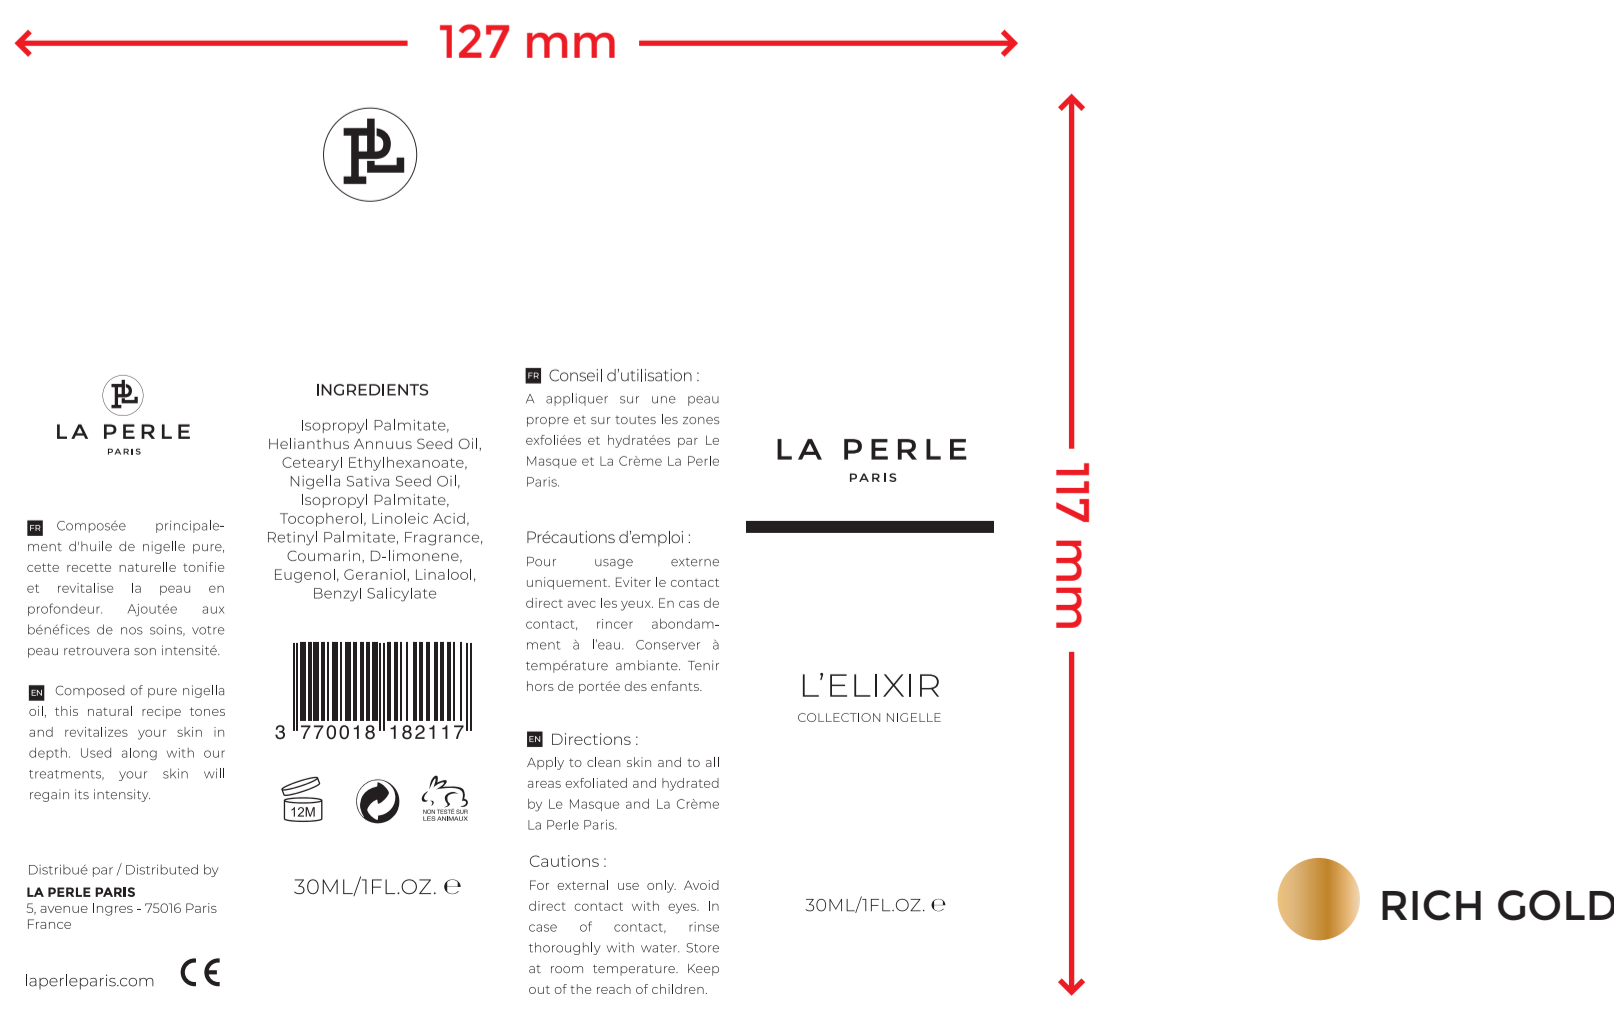 127 mm
PL
117 mm
PL
LA PERLE
PARIS
FR Composée principale-
ment d'huile de nigelle pure,
cette recette naturelle tonifie
et revitalise la peau en
profondeur. Ajoutée aux
bénéfices de nos soins, votre
peau retrouvera son intensité.
EN Composed of pure nigella
oil, this natural recipe tones
and revitalizes your skin in
depth. Used along with our
treatments, your skin will
regain its intensity.
Distribué par / Distributed by
LA PERLE PARIS
5, avenue Ingres - 75016 Paris
France
laperleparis.com CE
INGREDIENTS
Isopropyl Palmitate,
Helianthus Annuus Seed Oil,
Cetearyl Ethylhexanoate,
Nigella Sativa Seed Oil,
Isopropyl Palmitate,
Tocopherol, Linoleic Acid,
Retinyl Palmitate, Fragrance,
Coumarin, D-limonene,
Eugenol, Geraniol, Linalool,
Benzyl Salicylate
3 770018 182117
12M
NON TESTÉ SUR
LES ANIMAUX
30ML/1FL.OZ. ℮
FR Conseil d’utilisation :
A appliquer sur une peau
propre et sur toutes les zones
exfoliées et hydratées par Le
Masque et La Crème La Perle
Paris.
Précautions d’emploi :
Pour usage externe
uniquement. Eviter le contact
direct avec les yeux. En cas de
contact, rincer abondam-
ment à l’eau. Conserver à
température ambiante. Tenir
hors de portée des enfants.
EN Directions :
Apply to clean skin and to all
areas exfoliated and hydrated
by Le Masque and La Crème
La Perle Paris.
Cautions :
For external use only. Avoid
direct contact with eyes. In
case of contact, rinse
thoroughly with water. Store
at room temperature. Keep
out of the reach of children.
LA PERLE
PARIS
L’ELIXIR
COLLECTION NIGELLE
30ML/1FL.OZ. ℮
RICH GOLD